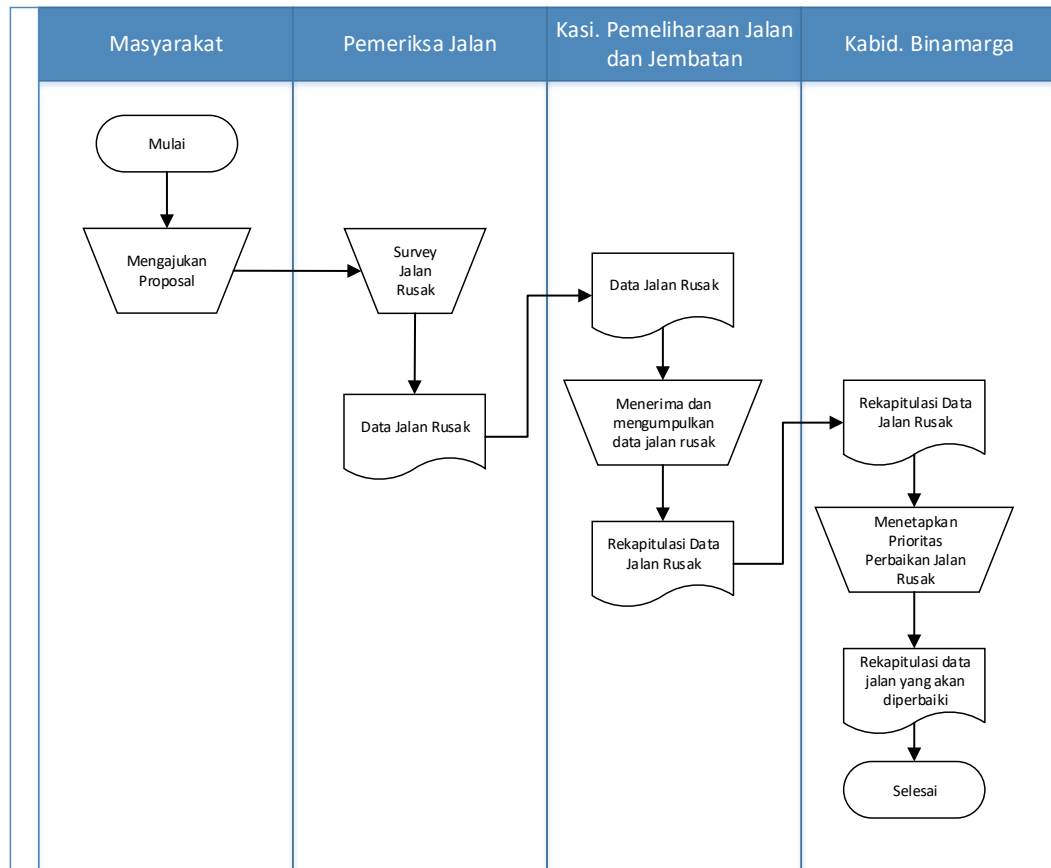 Masyarakat
Pemeriksa Jalan
Kasi. Pemeliharaan Jalan
dan Jembatan
Kabid. Binamarga
Mulai
Mengajukan
Proposal
Survey
Jalan
Rusak
Data Jalan Rusak
Data Jalan Rusak
Menerima dan
mengumpulkan
data jalan rusak
Rekapitulasi Data
Jalan Rusak
Rekapitulasi Data
Jalan Rusak
Menetapkan
Prioritas
Perbaikan Jalan
Rusak
Rekapitulasi data
jalan yang akan
diperbaiki
Selesai